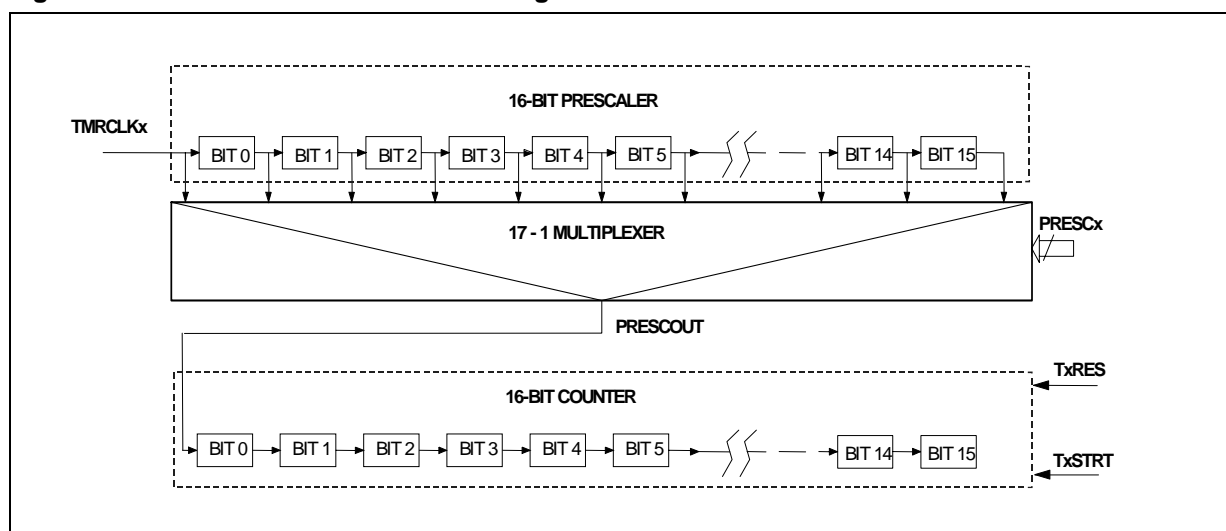 16-BIT PRESCALER
TMRCLKx
BIT 0 BIT 1 BIT 2 BIT 3 BIT 4 BIT 5 BIT 14 BIT 15
17 - 1 MULTIPLEXER
PRESCx
PRESCOUT
TxRES
16-BIT COUNTER
BIT 0 BIT 1 BIT 2 BIT 3 BIT 4 BIT 5 BIT 14 BIT 15
TxSTRT